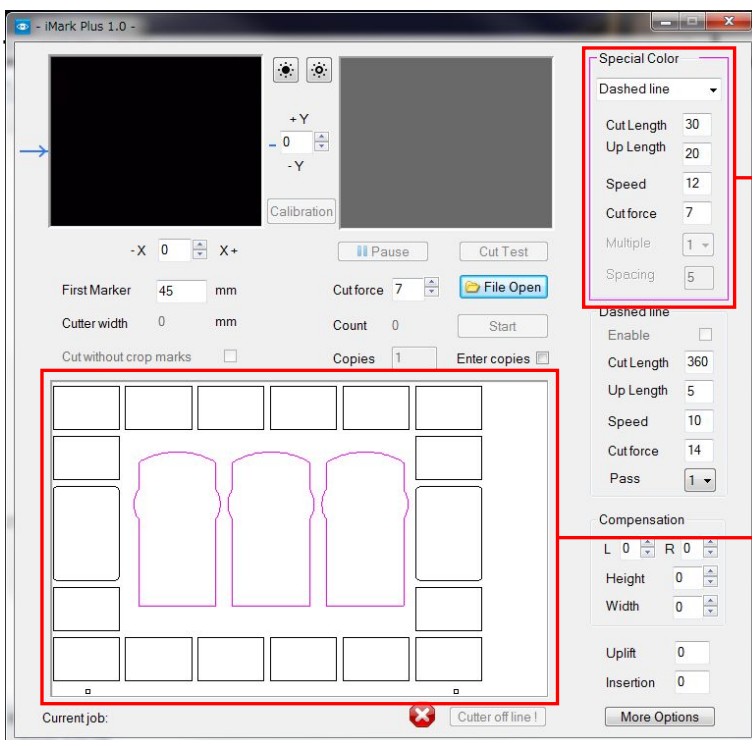 - iMark Plus 1.0 -
Special Color
Dashed line
Cut Length 30
Up Length 20
Speed 12
Cut force 7
Multiple 1
Spacing 5
+ Y
0
- Y
Calibration
- X 0 X +
Pause
Cut Test
First Marker 45 mm
Cut force 7
File Open
Cutter width 0 mm
Count 0
Start
Cut without crop marks
Copies 1
Enter copies
Dashed line
Enable
Cut Length 360
Up Length 5
Speed 10
Cut force 14
Pass 1
Compensation
L 0 R 0
Height 0
Width 0
Uplift 0
Insertion 0
Current job:
Cutter off line !
More Options